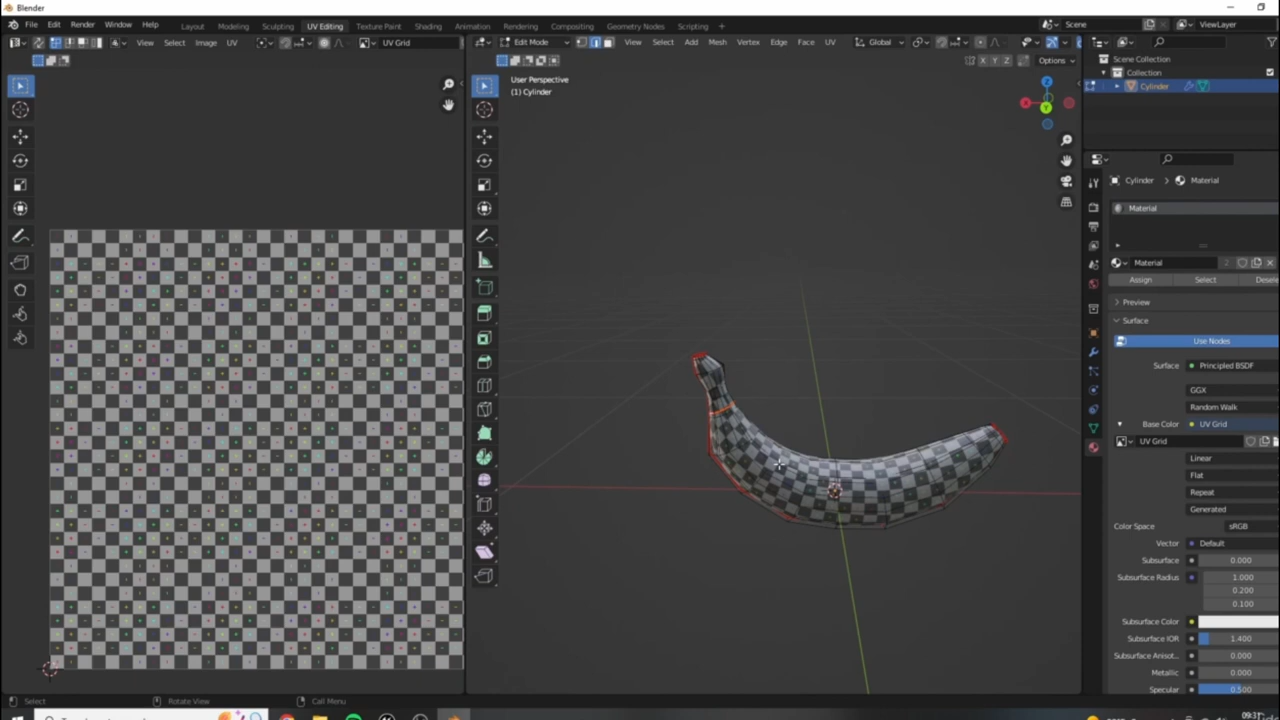 Blender
File Edit Render Window Help Layout Modeling Sculpting UV Editing Texture Paint Shading Animation Rendering Compositing Geometry Nodes Scripting + Scene ViewLayer
View Select Image UV UV Grid Edit Mode View Select Add Mesh Vertex Edge Face UV Global
X Y Z Options
Scene Collection
Collection
Cylinder
User Perspective
(1) Cylinder
Z
X
Y
Cylinder > Material
Material
Material 2
Assign Select Desele
Preview
Surface
Use Nodes
Surface Principled BSDF
GGX
Random Walk
Base Color UV Grid
UV Grid
Linear
Flat
Repeat
Generated
Color Space sRGB
Vector Default
Subsurface 0.000
Subsurface Radius 1.000
0.200
0.100
Subsurface Color
Subsurface IOR 1.400
Subsurface Anisot... 0.000
Metallic 0.000
Specular 0.500
Select Rotate View Call Menu